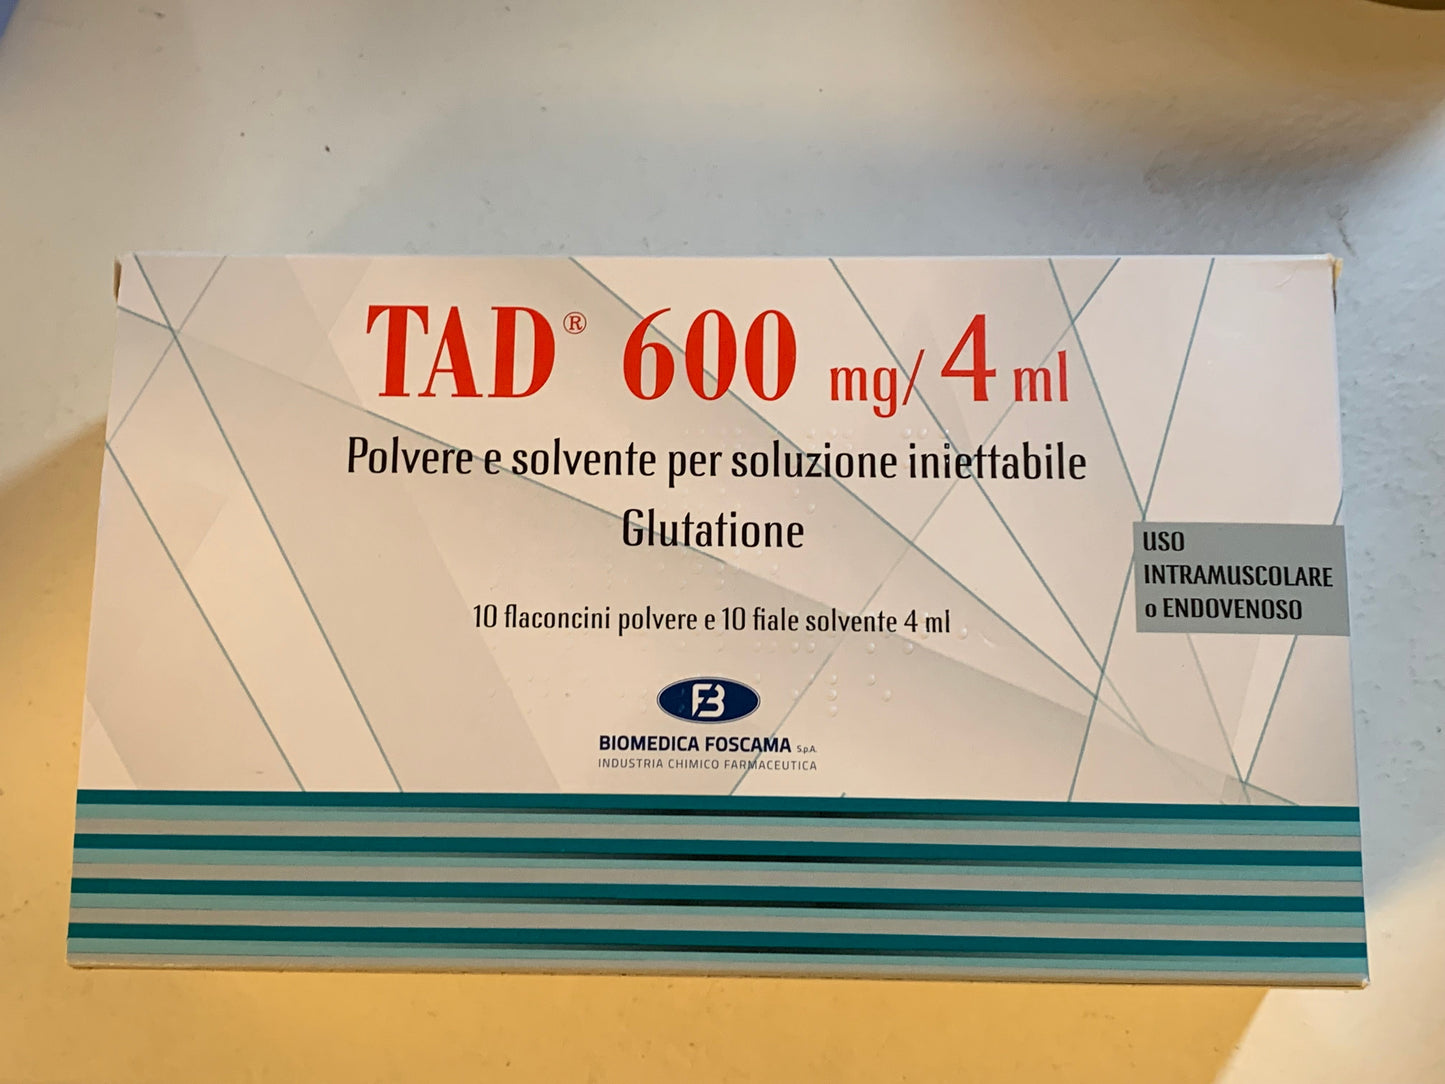 TAD® 600 mg/ 4 ml
Polvere e solvente per soluzione iniettabile
Glutatione
USO
INTRAMUSCOLARE
o ENDOVENOSO
10 flaconcini polvere e 10 fiale solvente 4 ml
FB
BIOMEDICA FOSCAMA S.p.A.
INDUSTRIA CHIMICO FARMACEUTICA